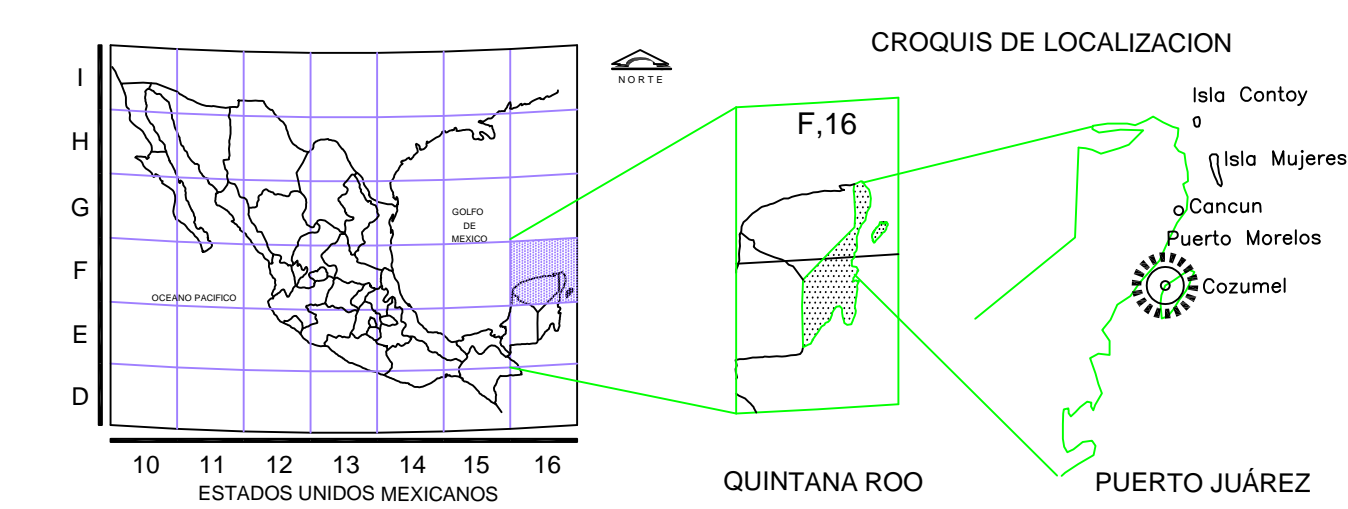 CROQUIS DE LOCALIZACION
NORTE
I
H
G
F
E
D
GOLFO
DE
MEXICO
OCEANO PACIFICO
10 11 12 13 14 15 16
ESTADOS UNIDOS MEXICANOS
F,16
QUINTANA ROO
Isla Contoy
Isla Mujeres
Cancun
Puerto Morelos
Cozumel
PUERTO JUÁREZ